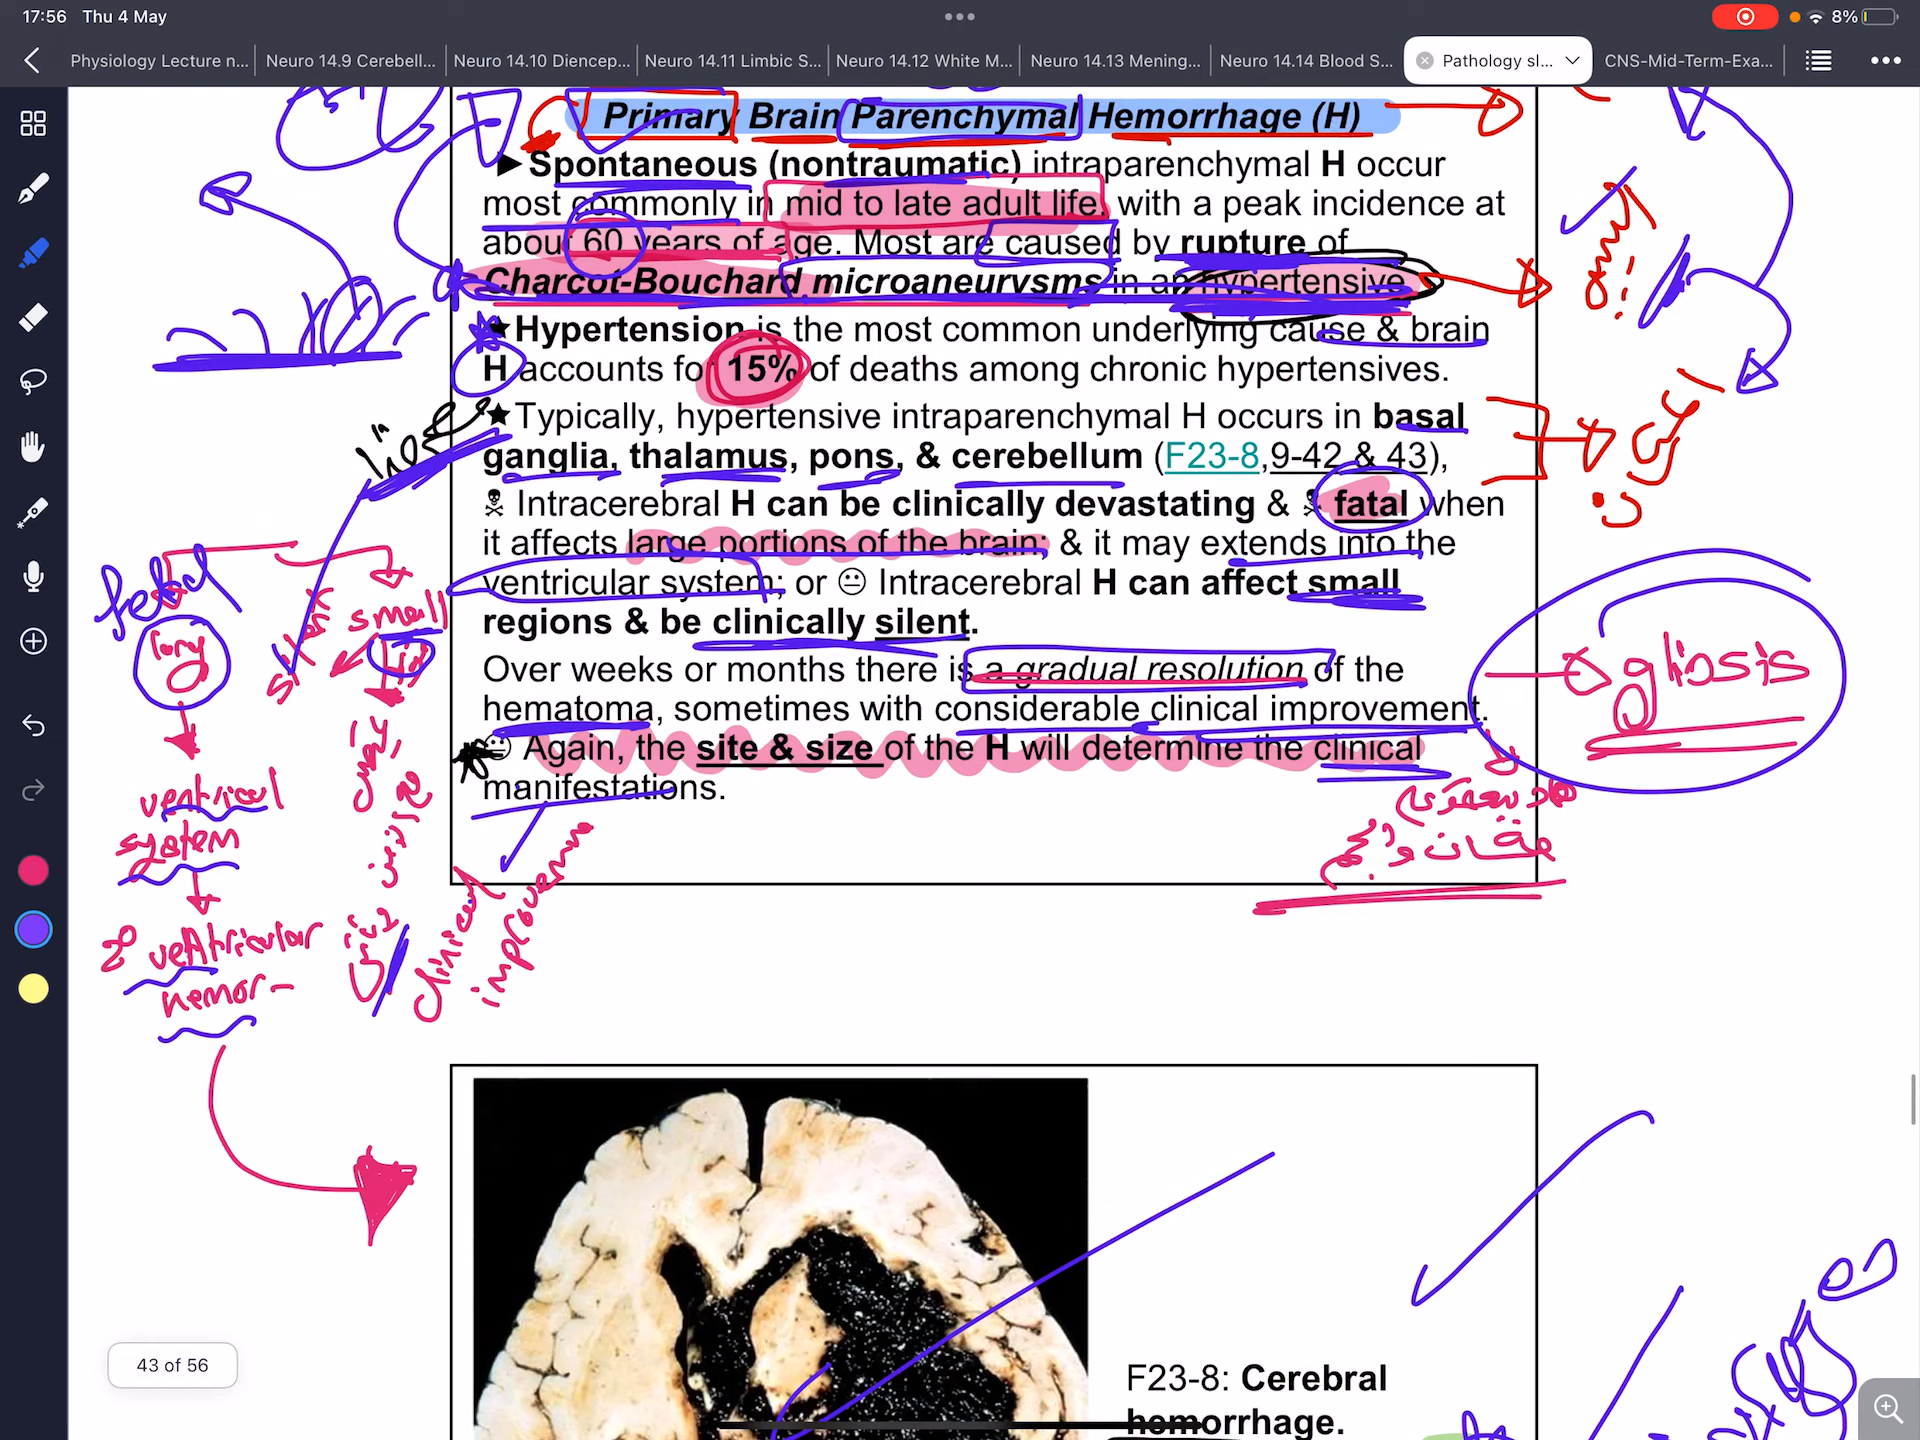 17:56 Thu 4 May
8%
Physiology Lecture n...
Neuro 14.9 Cerebell...
Neuro 14.10 Diencep...
Neuro 14.11 Limbic S...
Neuro 14.12 White M...
Neuro 14.13 Mening...
Neuro 14.14 Blood S...
Pathology sl...
CNS-Mid-Term-Exa...
Primary Brain Parenchymal Hemorrhage (H)
►Spontaneous (nontraumatic) intraparenchymal H occur
most commonly in mid to late adult life, with a peak incidence at
about 60 years of age. Most are caused by rupture of
Charcot-Bouchard microaneurysms in an hypertensive
★Hypertension is the most common underlying cause & brain
H accounts for 15% of deaths among chronic hypertensives.
★Typically, hypertensive intraparenchymal H occurs in basal
ganglia, thalamus, pons, & cerebellum (F23-8,9-42 & 43),
☠ Intracerebral H can be clinically devastating & ☠ fatal when
it affects large portions of the brain; & it may extends into the
ventricular system; or 😐 Intracerebral H can affect small
regions & be clinically silent.
Over weeks or months there is a gradual resolution of the
hematoma, sometimes with considerable clinical improvement.
😐 Again, the site & size of the H will determine the clinical
manifestations.
fetal
small
silent
gliosis
ventrical
system
ventricular
hemor-
clinical
43 of 56
F23-8: Cerebral
hemorrhage.